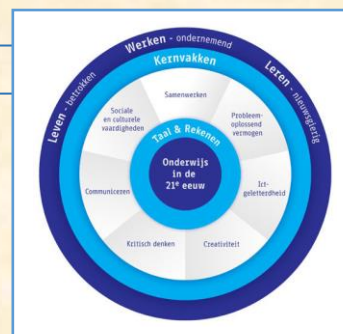 Werken - ondernemend
Leven - betrokken
Leren - nieuwsgierig
Kernvakken
Samenwerken
Sociale
en culturele
vaardigheden
Probleem-
oplossend
vermogen
Taal & Rekenen
Onderwijs
in de
21e eeuw
Communiceren
Ict-
geletterdheid
Kritisch denken
Creativiteit